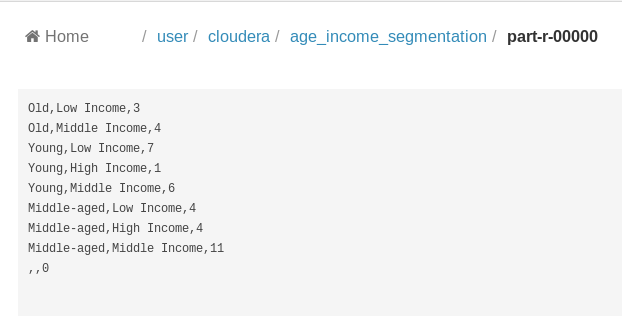 Home / user / cloudera / age_income_segmentation / part-r-00000
Old,Low Income,3
Old,Middle Income,4
Young,Low Income,7
Young,High Income,1
Young,Middle Income,6
Middle-aged,Low Income,4
Middle-aged,High Income,4
Middle-aged,Middle Income,11
,,0